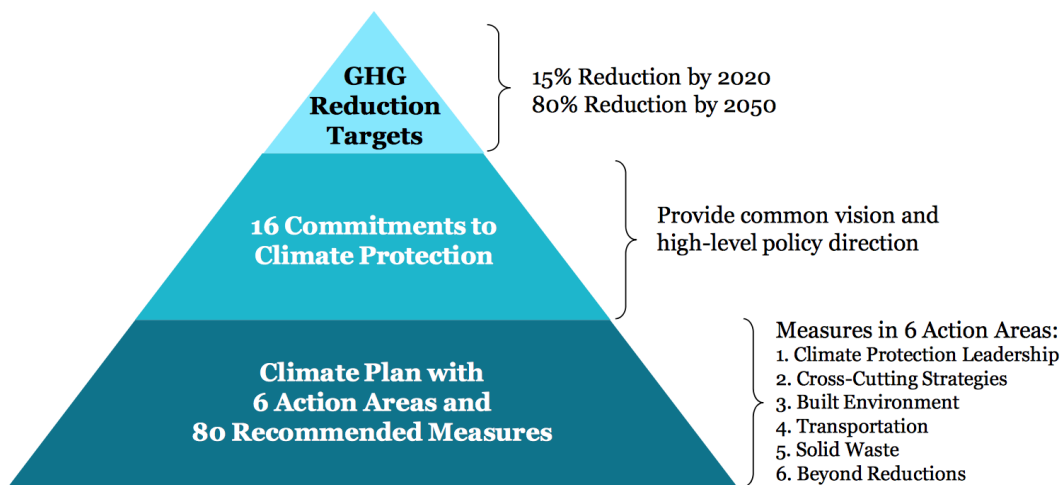 GHG
Reduction
Targets
15% Reduction by 2020
80% Reduction by 2050
16 Commitments to
Climate Protection
Provide common vision and
high-level policy direction
Climate Plan with
6 Action Areas and
80 Recommended Measures
Measures in 6 Action Areas:
1. Climate Protection Leadership
2. Cross-Cutting Strategies
3. Built Environment
4. Transportation
5. Solid Waste
6. Beyond Reductions